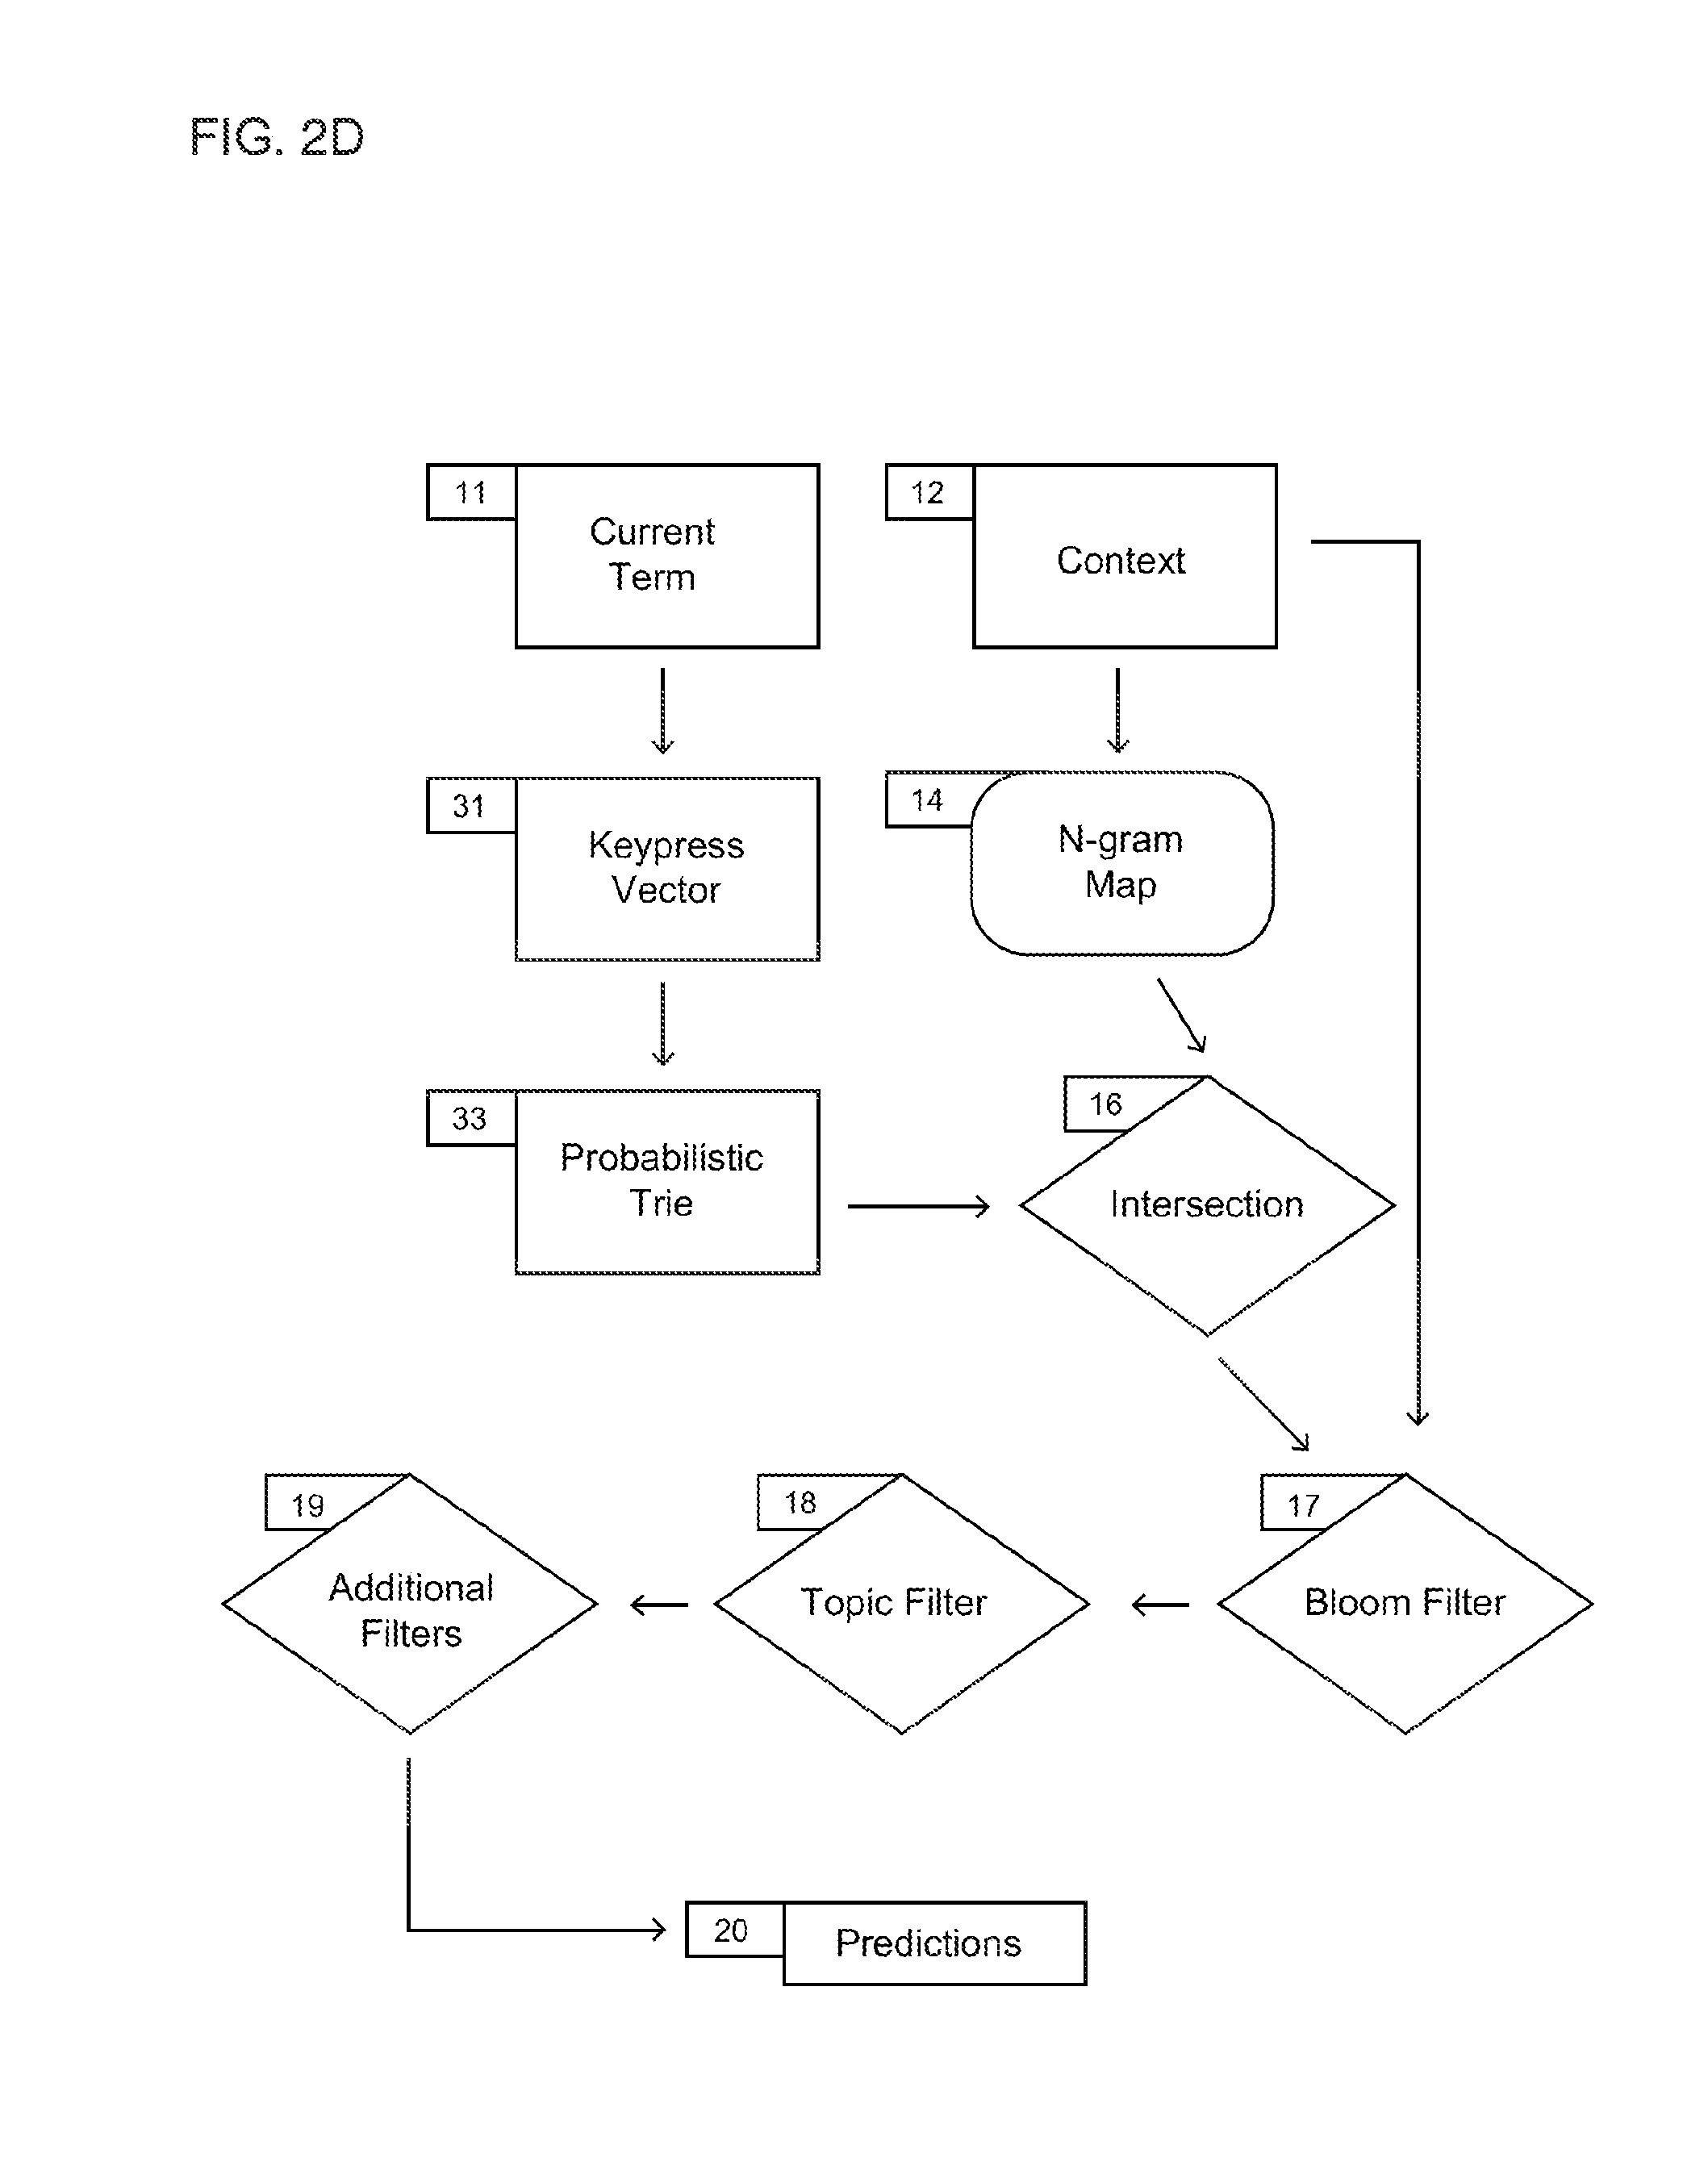 FIG. 2D
11
Current
Term
12
Context
31
Keypress
Vector
14
N-gram
Map
33
Probabilistic
Trie
16
Intersection
19
Additional
Filters
18
Topic Filter
17
Bloom Filter
20
Predictions